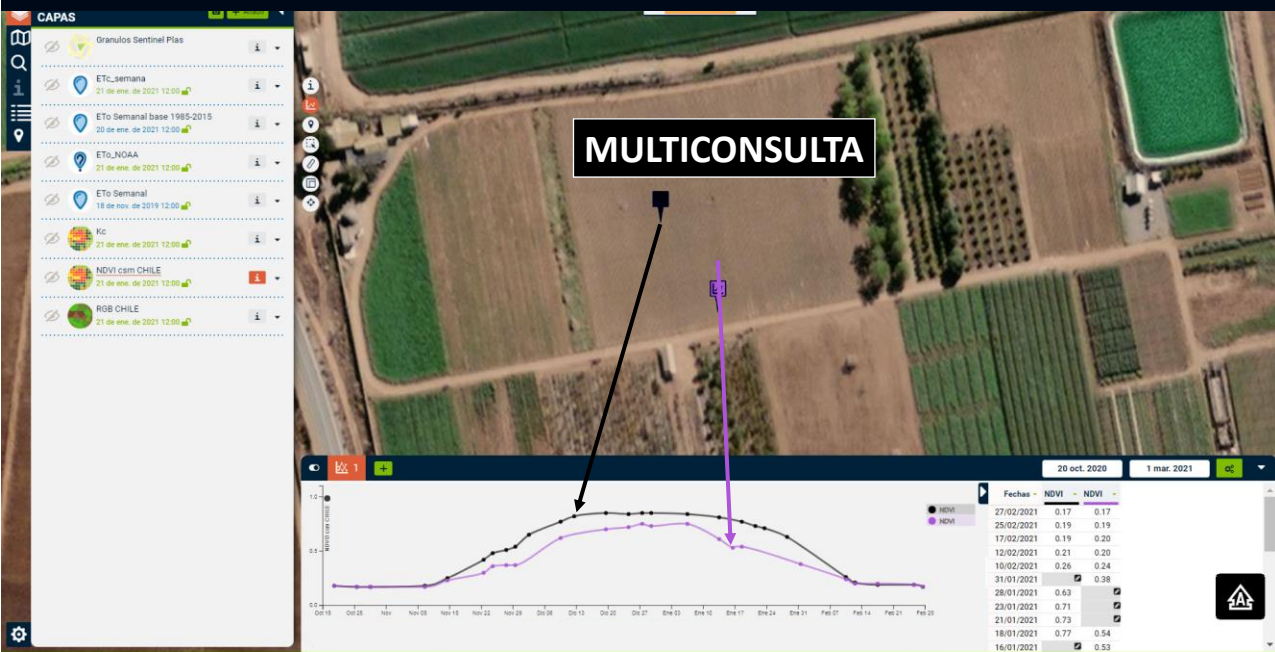 CAPAS
Granulos Sentinel Plas
ETc_semana
21 de ene. de 2021 12:00
ETo Semanal base 1985-2015
20 de ene. de 2021 12:00
ETo_NOAA
21 de ene. de 2021 12:00
ETo Semanal
18 de nov. de 2019 12:00
Kc
21 de ene. de 2021 12:00
NDVI csm CHILE
21 de ene. de 2021 12:00
RGB CHILE
21 de ene. de 2021 12:00
MULTICONSULTA
1
20 oct. 2020 1 mar. 2021
1.0
0.5
0.0
NDVI csm CHILE
NDVI
NDVI
Oct 25 Nov Nov 15 Nov 22 Nov 29 Dic 06 Dic 13 Dic 20 Dic 27 Ene 03 Ene 10 Ene 17 Ene 24 Ene 31 Feb 07 Feb 14 Feb 21
Fechas NDVI NDVI
27/02/2021 0.17 0.17
25/02/2021 0.19 0.19
17/02/2021 0.19 0.20
12/02/2021 0.21 0.20
10/02/2021 0.26 0.24
31/01/2021 0.38
28/01/2021 0.63
23/01/2021 0.71
21/01/2021 0.73
18/01/2021 0.77 0.54
16/01/2021 0.53